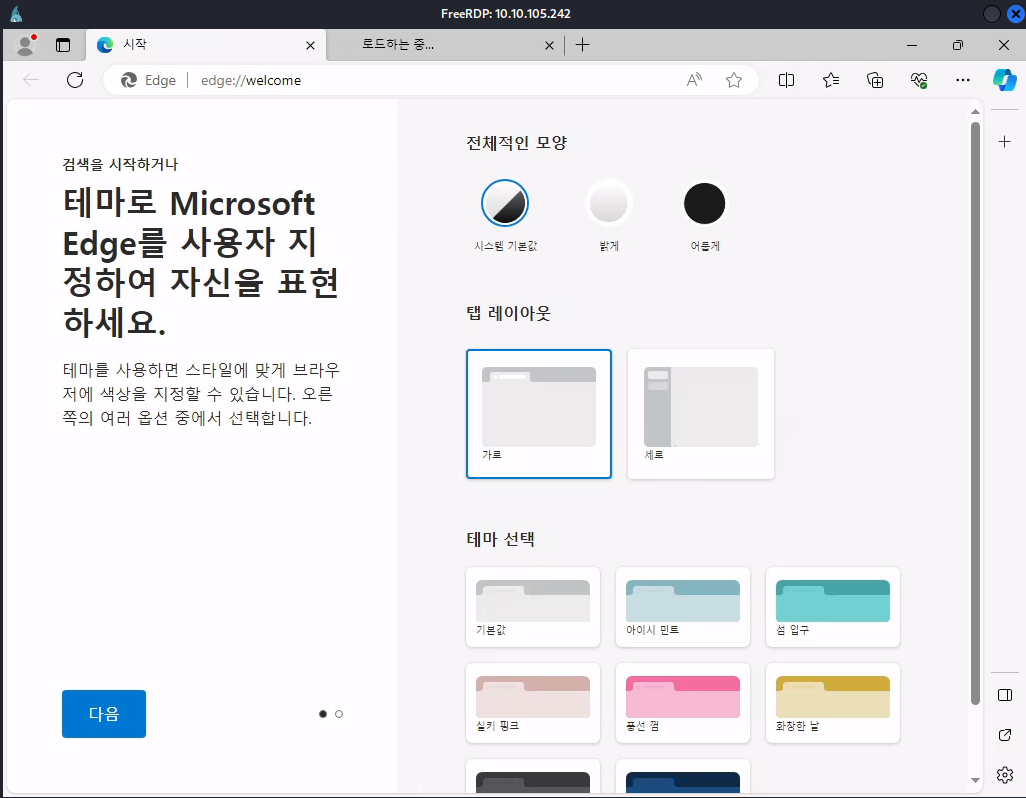 FreeRDP: 10.10.105.242
시작
로드하는 중...
Edge
edge://welcome
검색을 시작하거나
테마로 Microsoft
Edge를 사용자 지
정하여 자신을 표현
하세요.
테마를 사용하면 스타일에 맞게 브라우
저에 색상을 지정할 수 있습니다. 오른
쪽의 여러 옵션 중에서 선택합니다.
다음
전체적인 모양
시스템 기본값
밝게
어둡게
탭 레이아웃
가로
세로
테마 선택
기본값
아이시 민트
섬 입구
실키 핑크
풍선 껌
화창한 날